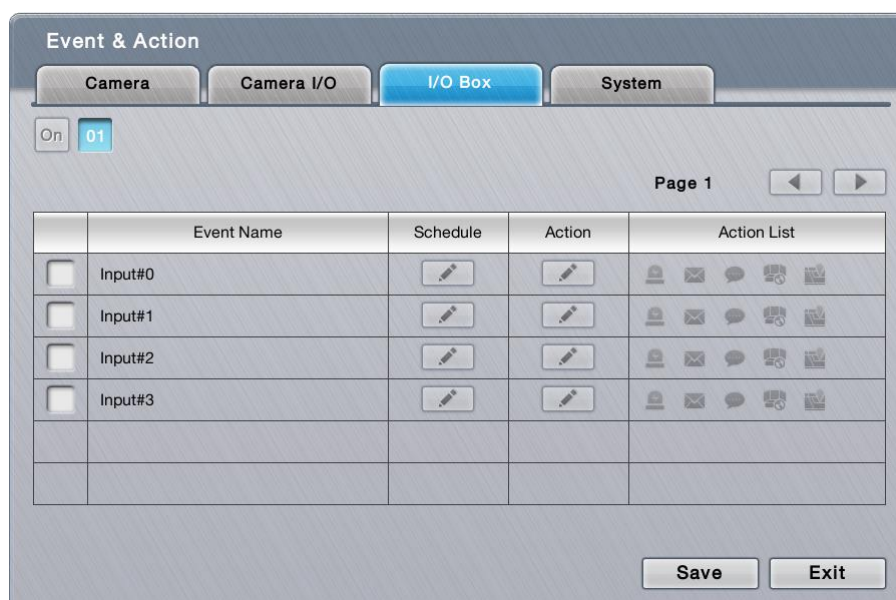 Event & Action
Camera Camera I/O I/O Box System
On 01
Page 1
Event Name Schedule Action Action List
Input#0
Input#1
Input#2
Input#3
Save Exit